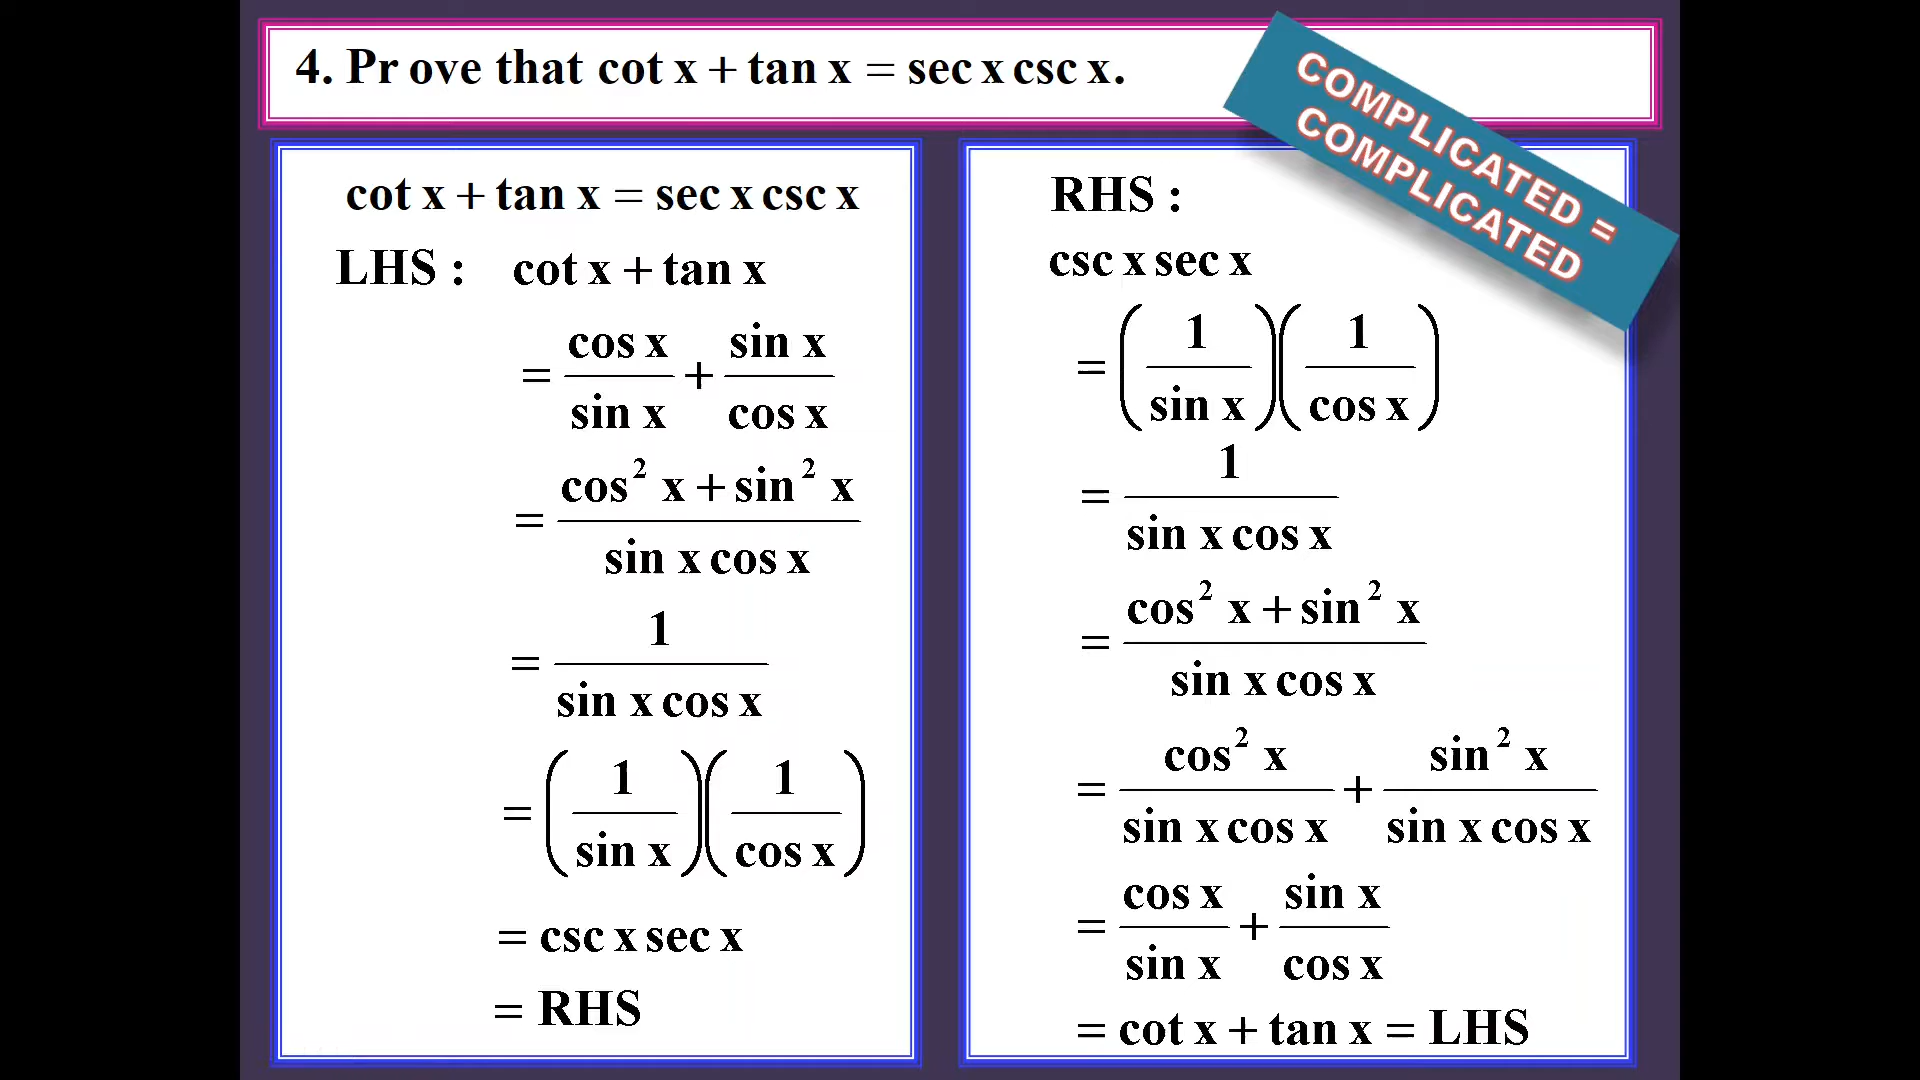 4. Pr ove that cot x + tan x = sec x csc x.
COMPLICATED =
COMPLICATED
cot x + tan x = sec x csc x
LHS : cot x + tan x
= cos x / sin x + sin x / cos x
= cos² x + sin² x / sin x cos x
= 1 / sin x cos x
= (1 / sin x)(1 / cos x)
= csc x sec x
= RHS
RHS :
csc x sec x
= (1 / sin x)(1 / cos x)
= 1 / sin x cos x
= cos² x + sin² x / sin x cos x
= cos² x / sin x cos x + sin² x / sin x cos x
= cos x / sin x + sin x / cos x
= cot x + tan x = LHS